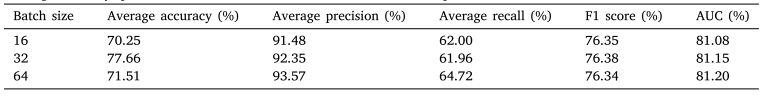 Batch size Average accuracy (%) Average precision (%) Average recall (%) F1 score (%) AUC (%)
16 70.25 91.48 62.00 76.35 81.08
32 77.66 92.35 61.96 76.38 81.15
64 71.51 93.57 64.72 76.34 81.20